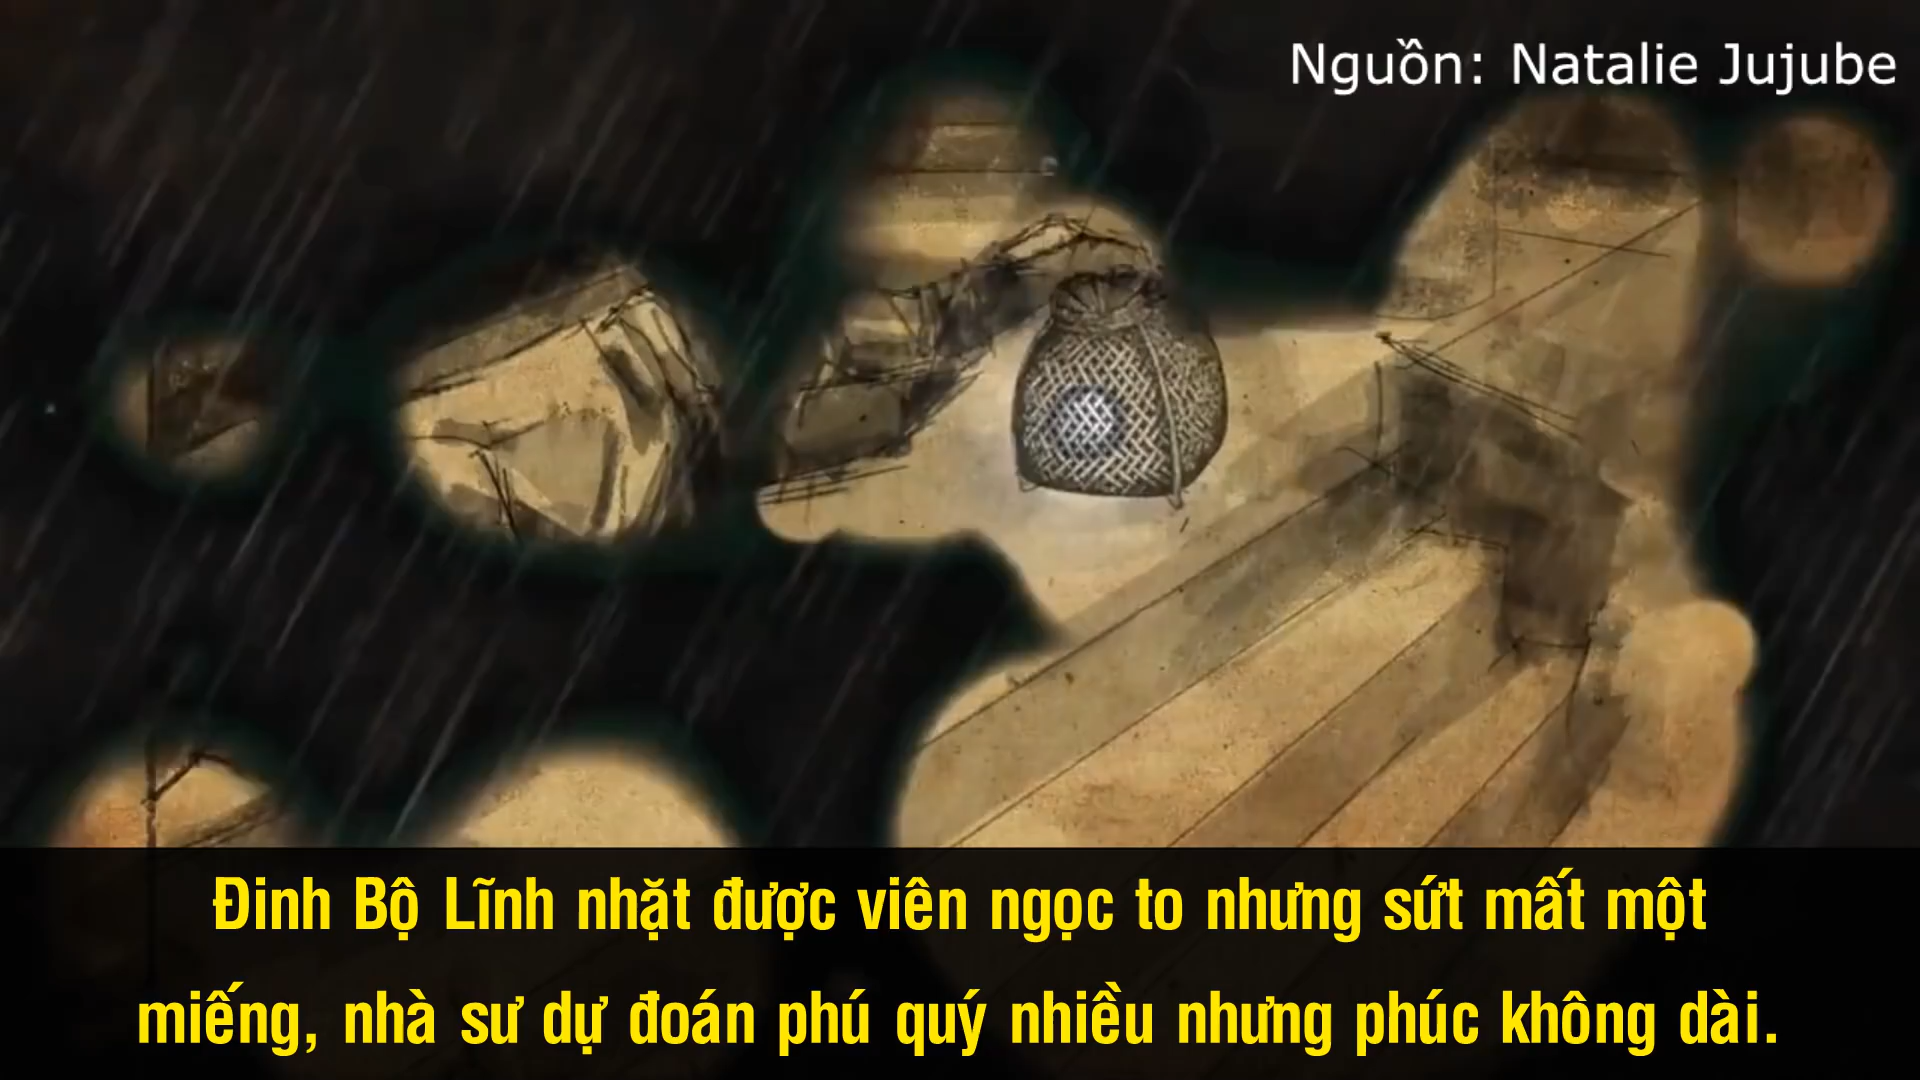 Nguồn: Natalie Jujube
Đinh Bộ Lĩnh nhặt được viên ngọc to nhưng sứt mất một
miếng, nhà sư dự đoán phú quý nhiều nhưng phúc không dài.